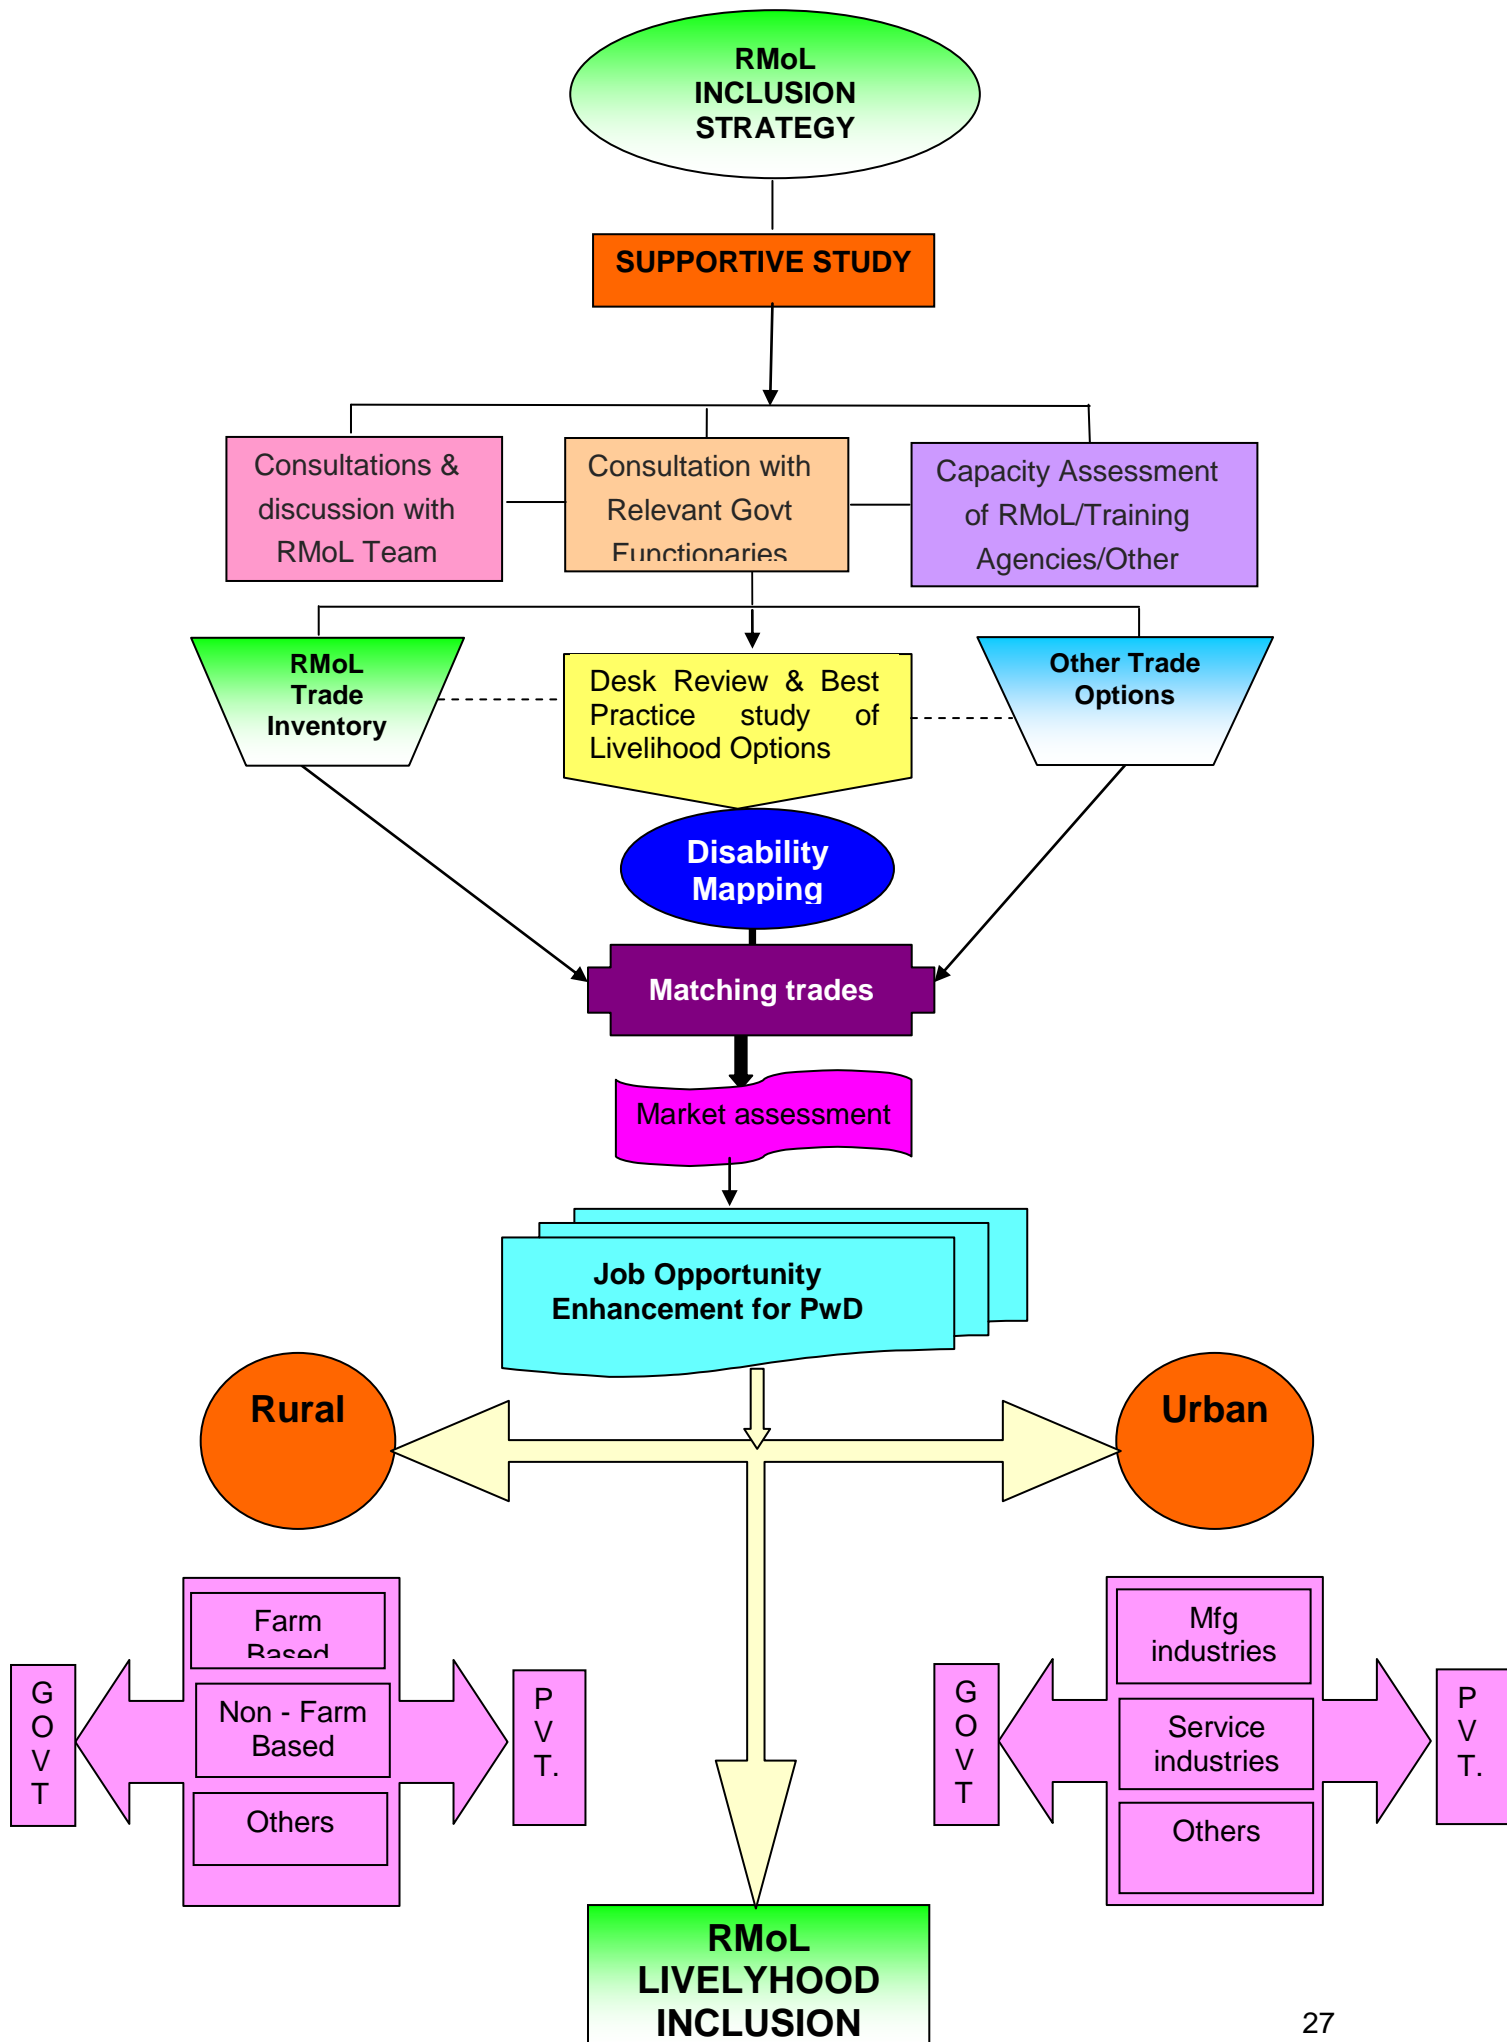 RMoL
INCLUSION
STRATEGY
SUPPORTIVE STUDY
Consultations &
discussion with
RMoL Team
Consultation with
Relevant Govt
Functionaries
Capacity Assessment
of RMoL/Training
Agencies/Other
RMoL
Trade
Inventory
Desk Review & Best
Practice study of
Livelihood Options
Other Trade
Options
Disability
Mapping
Matching trades
Market assessment
Job Opportunity
Enhancement for PwD
Rural
Urban
G
O
V
T
Farm
Based
Non - Farm
Based
Others
P
V
T.
G
O
V
T
Mfg
industries
Service
industries
Others
P
V
T.
RMoL
LIVELYHOOD
INCLUSION
27